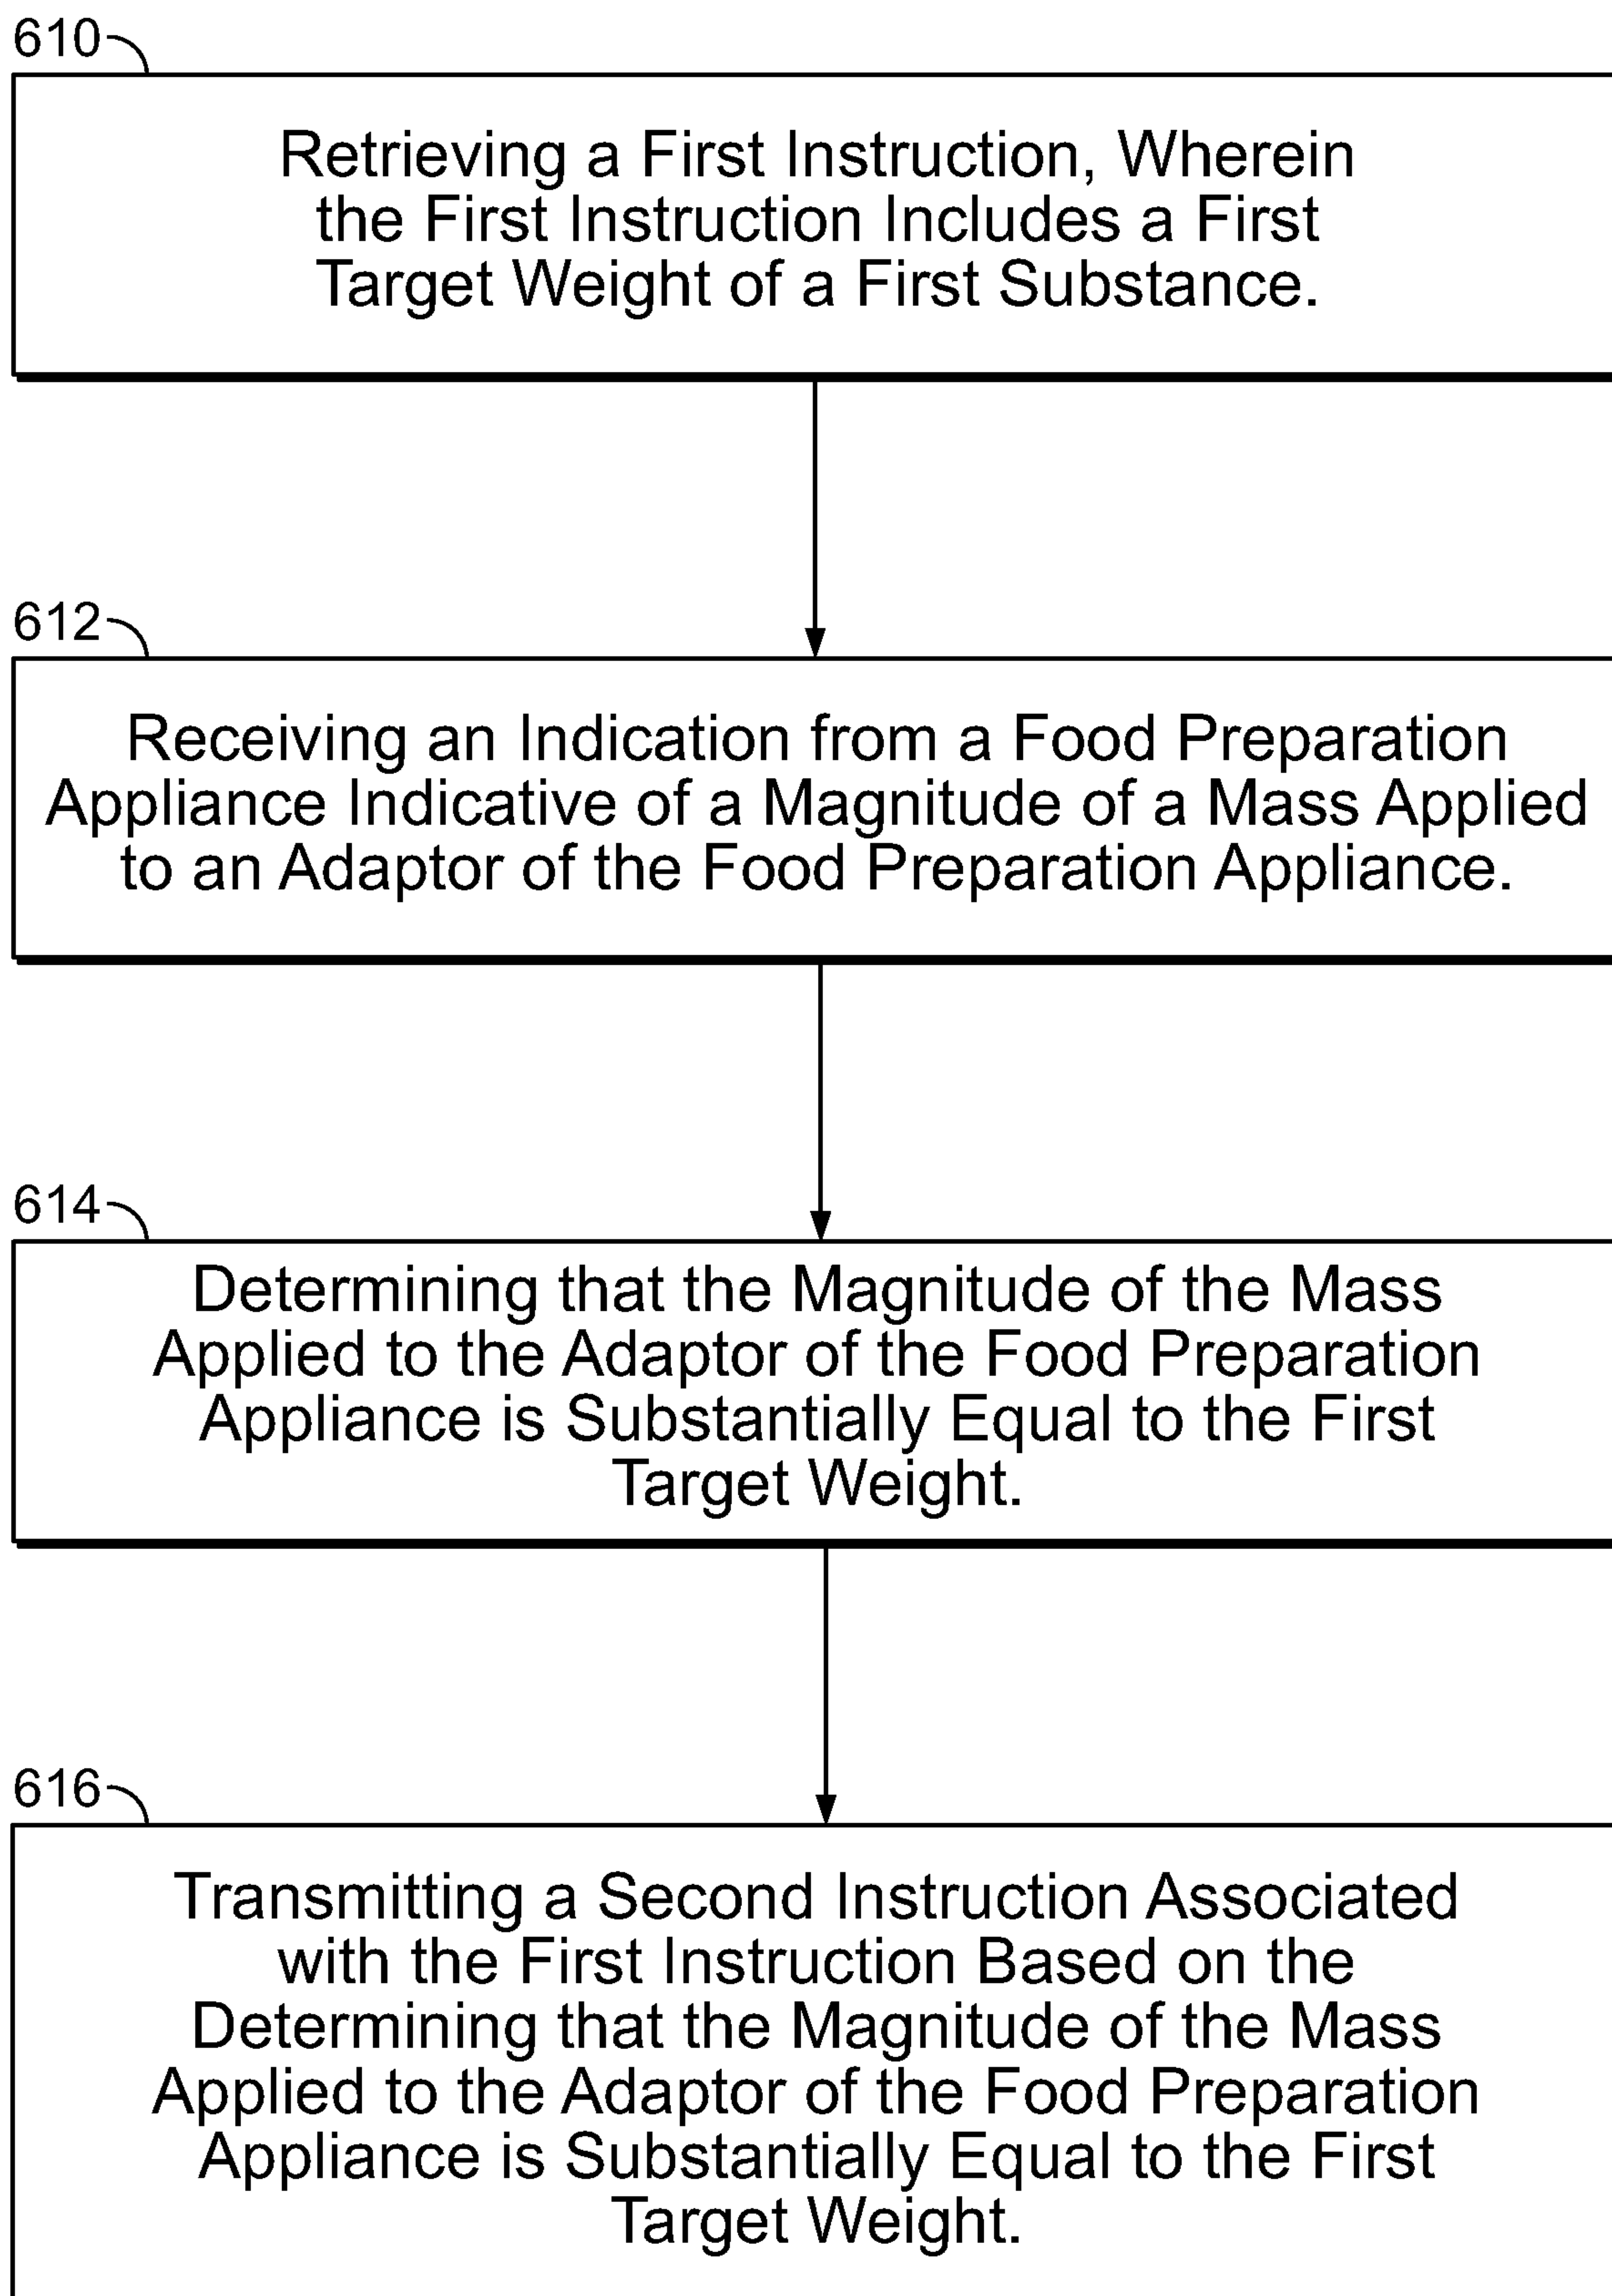 610
Retrieving a First Instruction, Wherein
the First Instruction Includes a First
Target Weight of a First Substance.
612
Receiving an Indication from a Food Preparation
Appliance Indicative of a Magnitude of a Mass Applied
to an Adaptor of the Food Preparation Appliance.
614
Determining that the Magnitude of the Mass
Applied to the Adaptor of the Food Preparation
Appliance is Substantially Equal to the First
Target Weight.
616
Transmitting a Second Instruction Associated
with the First Instruction Based on the
Determining that the Magnitude of the Mass
Applied to the Adaptor of the Food Preparation
Appliance is Substantially Equal to the First
Target Weight.